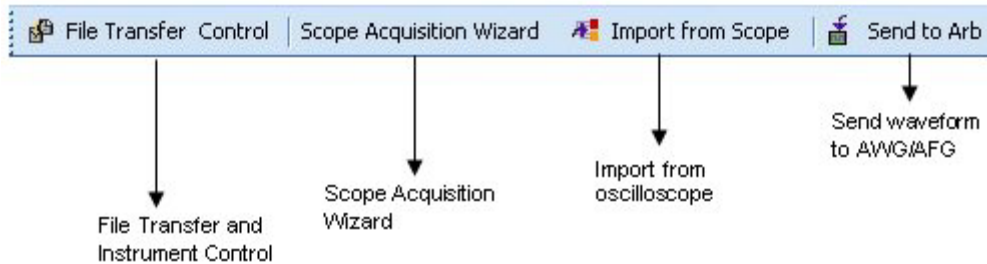 File Transfer Control Scope Acquisition Wizard Import from Scope Send to Arb
Send waveform
to AWG/AFG
Import from
oscilloscope
Scope Acquisition
Wizard
File Transfer and
Instrument Control